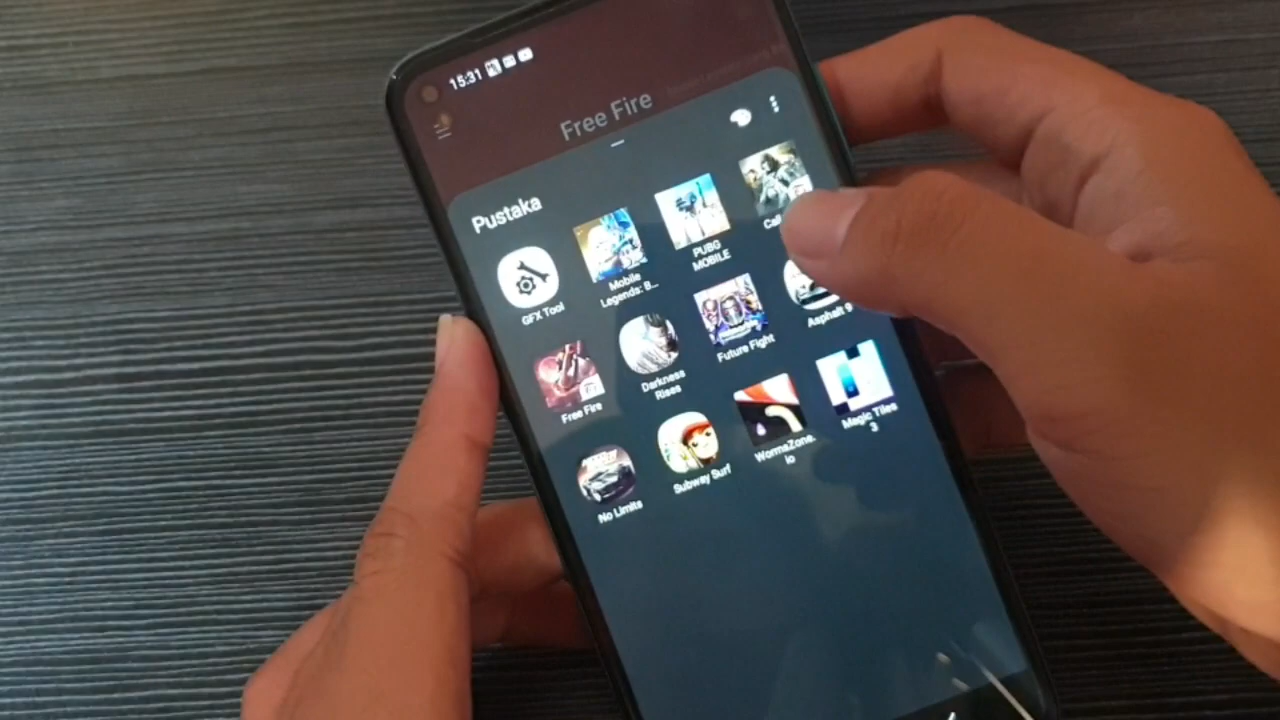 15:31
Free Fire
Pustaka
GFX Tool
Mobile
Legends: B...
PUBG
MOBILE
Free Fire
Darkness
Rises
Future Fight
Asphalt 9
No Limits
Subway Surf
WormsZone.
io
Magic Tiles
3